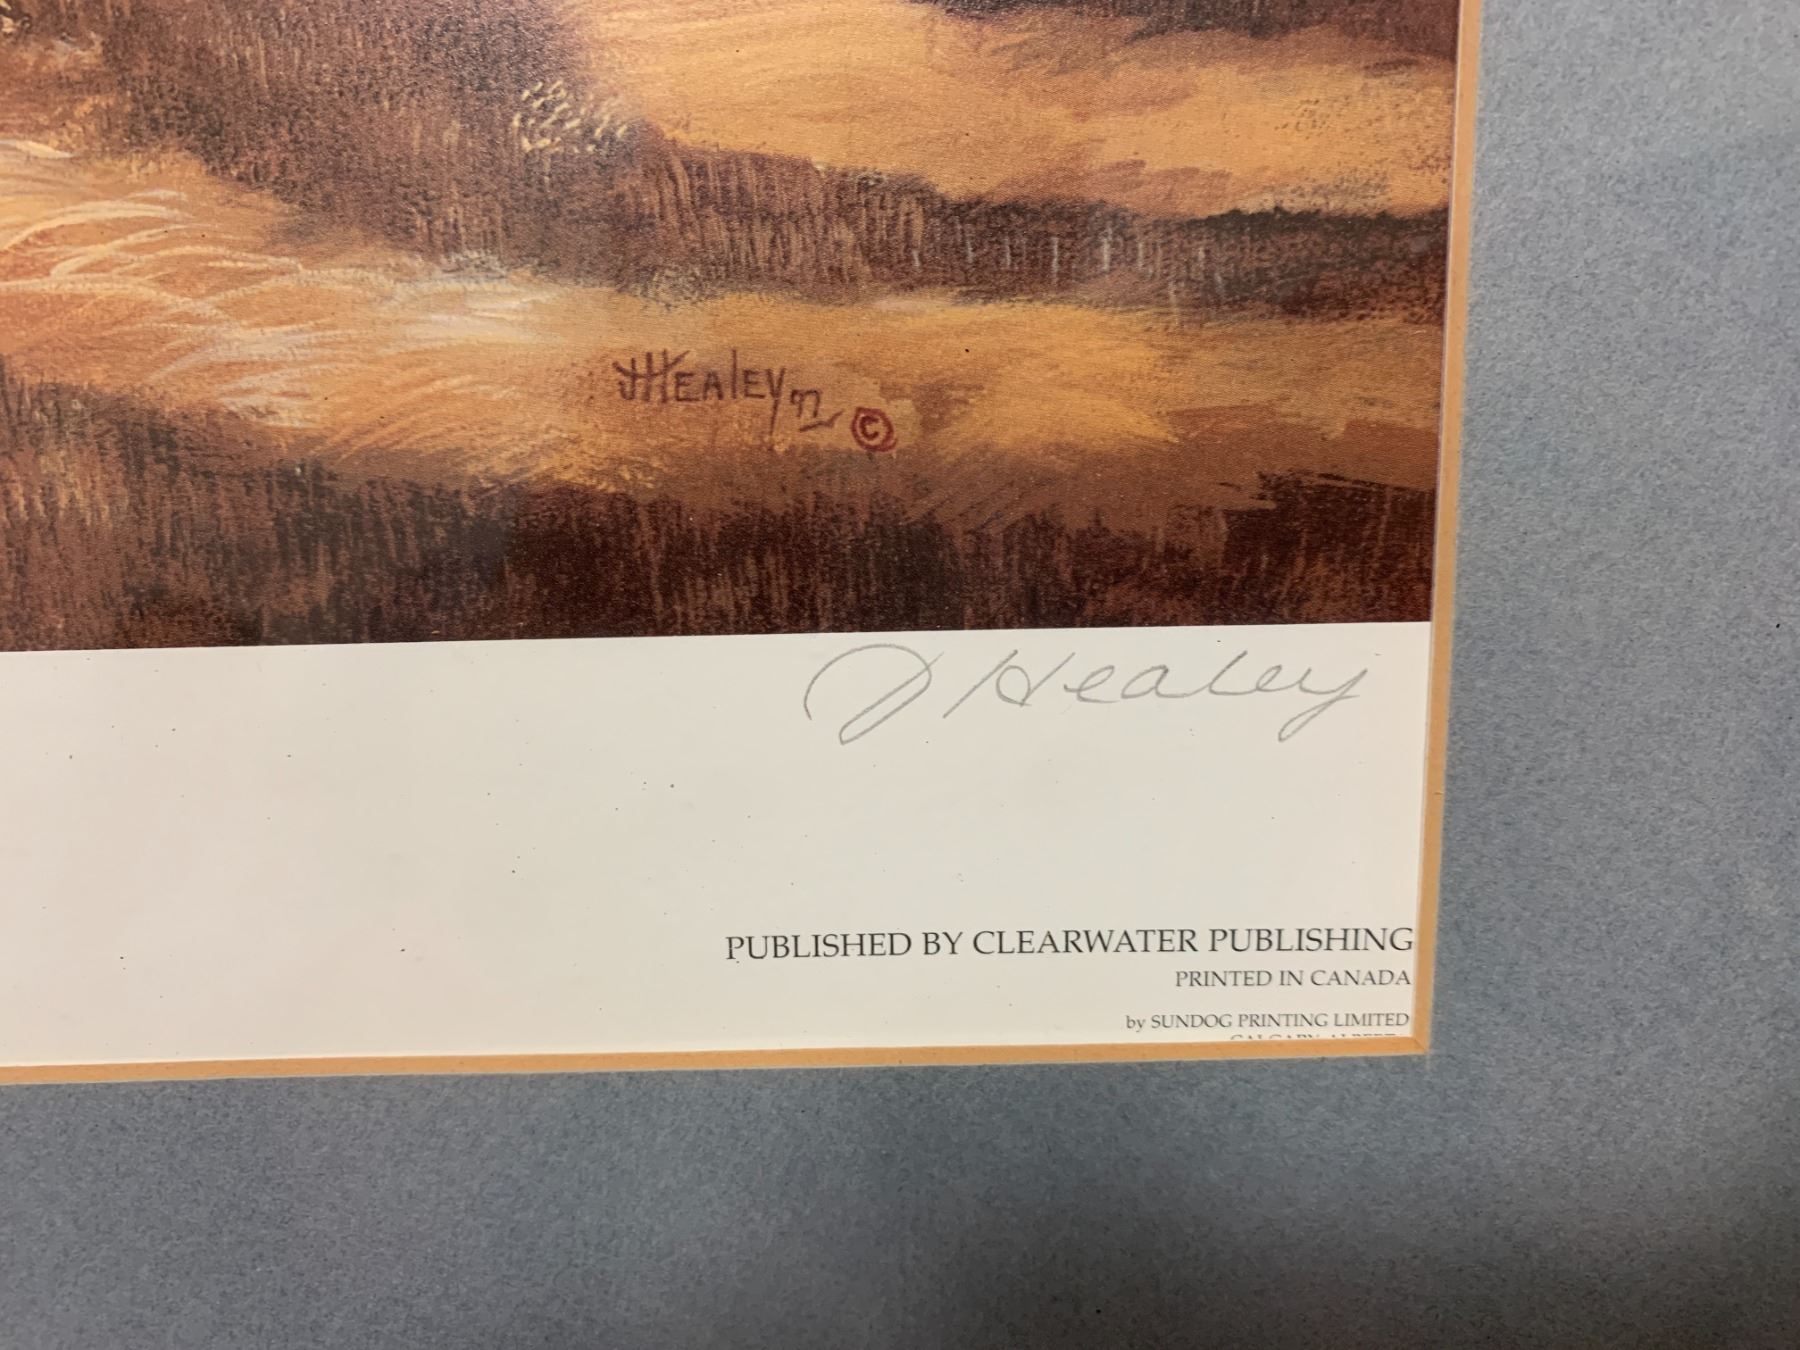 JHEALEY 97 ©
J Healey
PUBLISHED BY CLEARWATER PUBLISHING
PRINTED IN CANADA
by SUNDOG PRINTING LIMITED